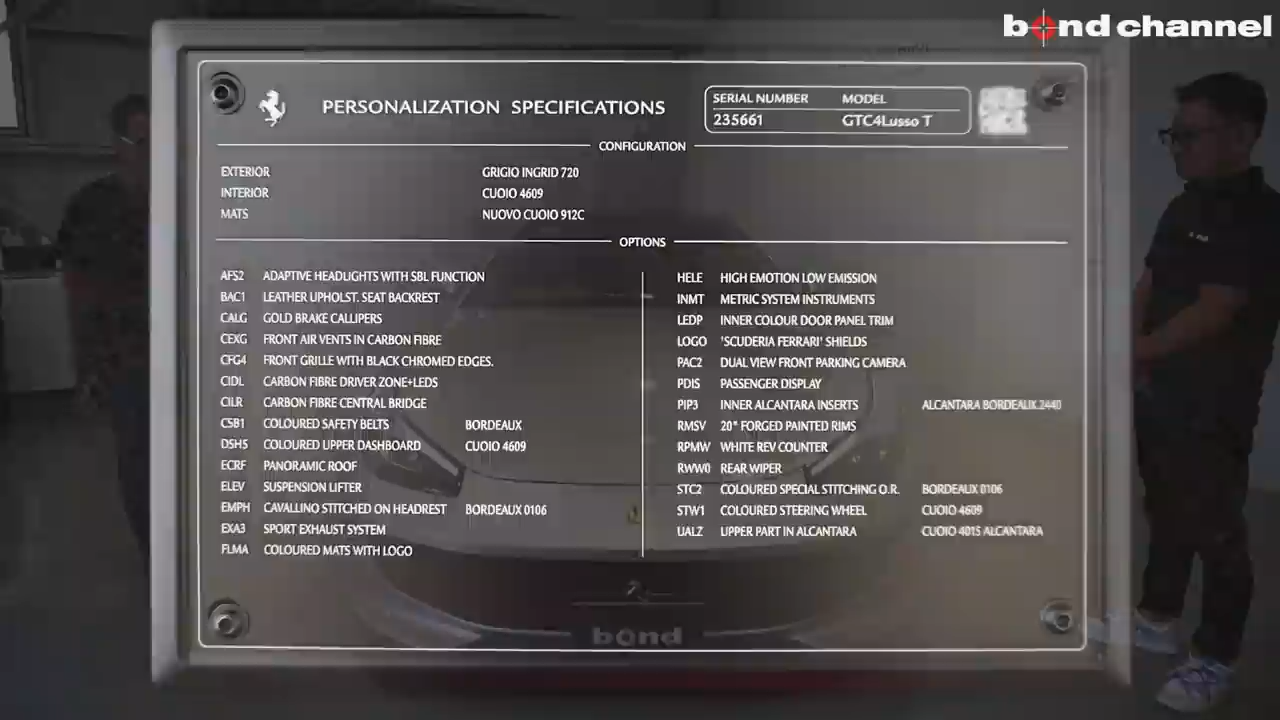 bond channel
PERSONALIZATION SPECIFICATIONS
SERIAL NUMBER MODEL
235661 GTC4Lusso T
CONFIGURATION
EXTERIOR GRIGIO INGRID 720
INTERIOR CUOIO 4609
MATS NUOVO CUOIO 912C
OPTIONS
AFS2 ADAPTIVE HEADLIGHTS WITH SBL FUNCTION
BAC1 LEATHER UPHOLST. SEAT BACKREST
CALG GOLD BRAKE CALLIPERS
CEXG FRONT AIR VENTS IN CARBON FIBRE
CFG4 FRONT GRILLE WITH BLACK CHROMED EDGES.
CIDL CARBON FIBRE DRIVER ZONE+LEDS
CILR CARBON FIBRE CENTRAL BRIDGE
CSB1 COLOURED SAFETY BELTS BORDEAUX
DSH5 COLOURED UPPER DASHBOARD CUOIO 4609
ECRF PANORAMIC ROOF
ELEV SUSPENSION LIFTER
EMPH CAVALLINO STITCHED ON HEADREST BORDEAUX 0106
EXA3 SPORT EXHAUST SYSTEM
FLMA COLOURED MATS WITH LOGO
HELE HIGH EMOTION LOW EMISSION
INMT METRIC SYSTEM INSTRUMENTS
LEDP INNER COLOUR DOOR PANEL TRIM
LOGO 'SCUDERIA FERRARI' SHIELDS
PAC2 DUAL VIEW FRONT PARKING CAMERA
PDIS PASSENGER DISPLAY
PIP3 INNER ALCANTARA INSERTS ALCANTARA BORDEAUX 2440
RMSV 20" FORGED PAINTED RIMS
RPMW WHITE REV COUNTER
RWW0 REAR WIPER
STC2 COLOURED SPECIAL STITCHING O.R. BORDEAUX 0106
STW1 COLOURED STEERING WHEEL CUOIO 4609
UALZ UPPER PART IN ALCANTARA CUOIO 4015 ALCANTARA
bond